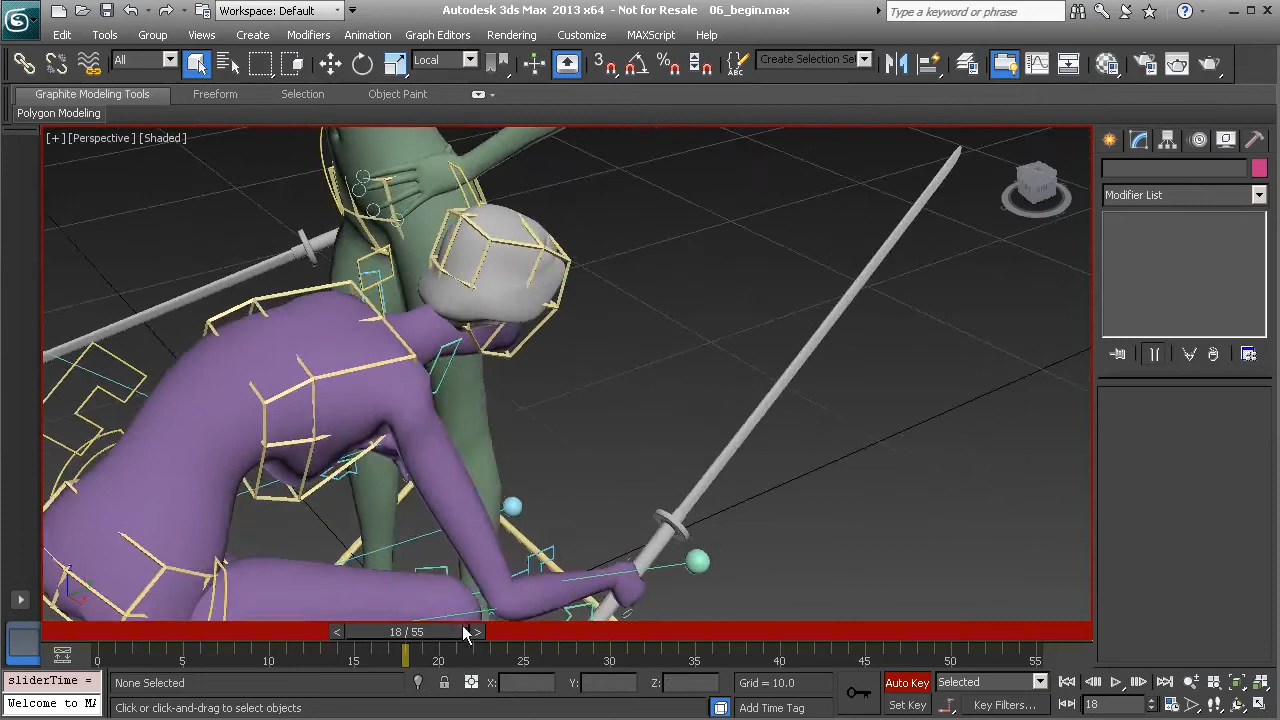 Workspace: Default
Autodesk 3ds Max 2013 x64 - Not for Resale 06_begin.max
Type a keyword or phrase
Edit Tools Group Views Create Modifiers Animation Graph Editors Rendering Customize MAXScript Help
All
Local
Create Selection Se
Graphite Modeling Tools Freeform Selection Object Paint
Polygon Modeling
[+] [Perspective] [Shaded]
Modifier List
< 18 / 55 >
0 5 10 15 20 25 30 35 40 45 50 55
sliderTime =
None Selected X: Y: Z: Grid = 10.0 Auto Key Selected
Welcome to MA
Click or click-and-drag to select objects
Add Time Tag Set Key Key Filters... 18